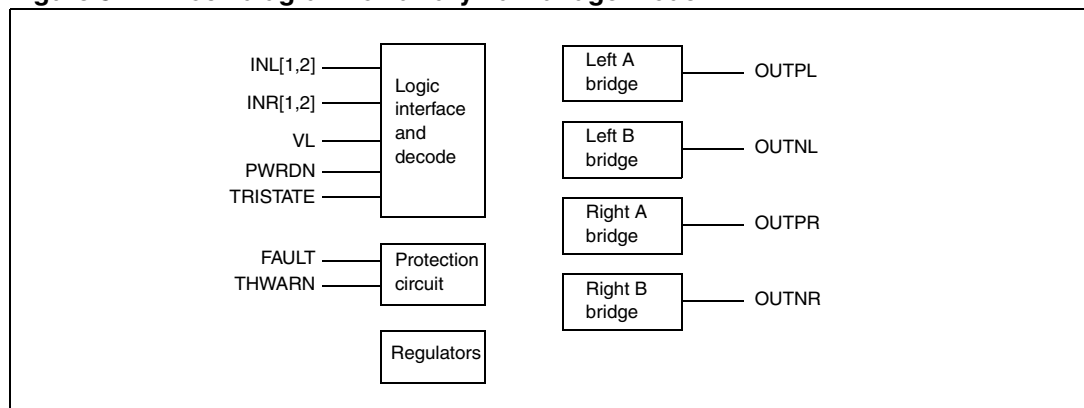 INL[1,2]
INR[1,2]
VL
PWRDN
TRISTATE
Logic
interface
and
decode
FAULT
THWARN
Protection
circuit
Regulators
Left A
bridge
OUTPL
Left B
bridge
OUTNL
Right A
bridge
OUTPR
Right B
bridge
OUTNR